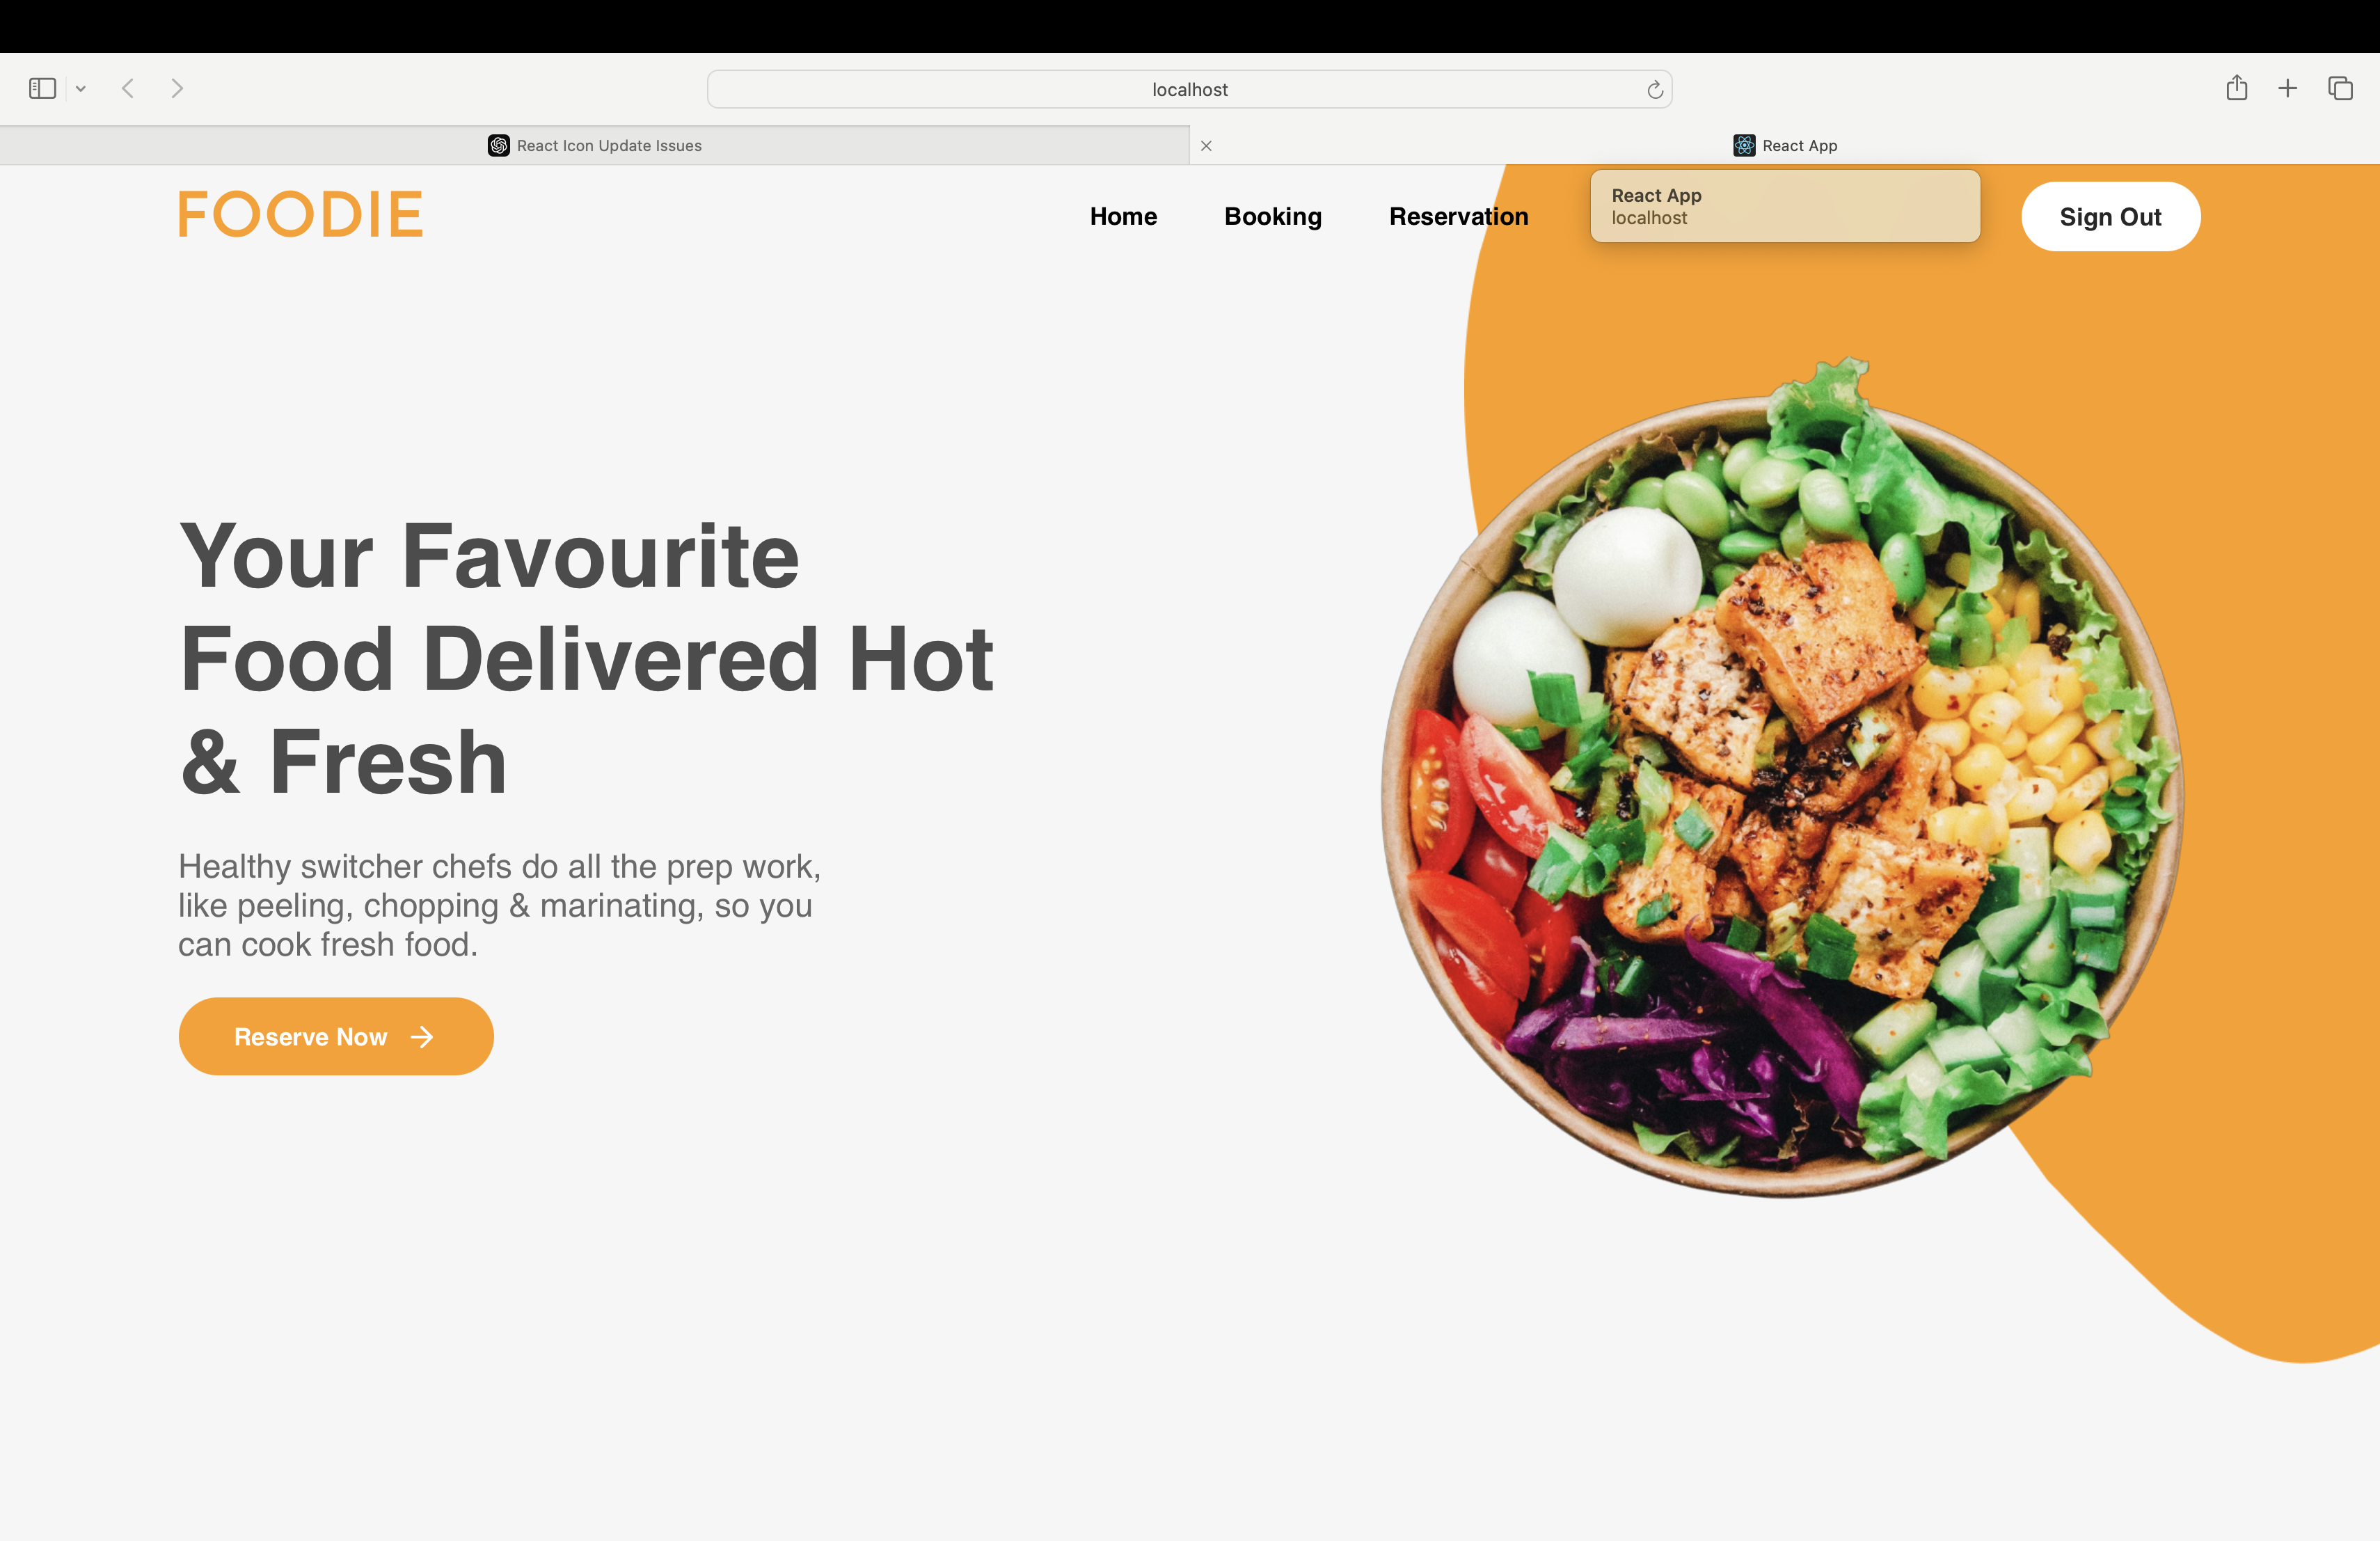 localhost
React Icon Update Issues
React App
FOODIE
Home Booking Reservation
React App
localhost
Sign Out
Your Favourite
Food Delivered Hot
& Fresh
Healthy switcher chefs do all the prep work,
like peeling, chopping & marinating, so you
can cook fresh food.
Reserve Now